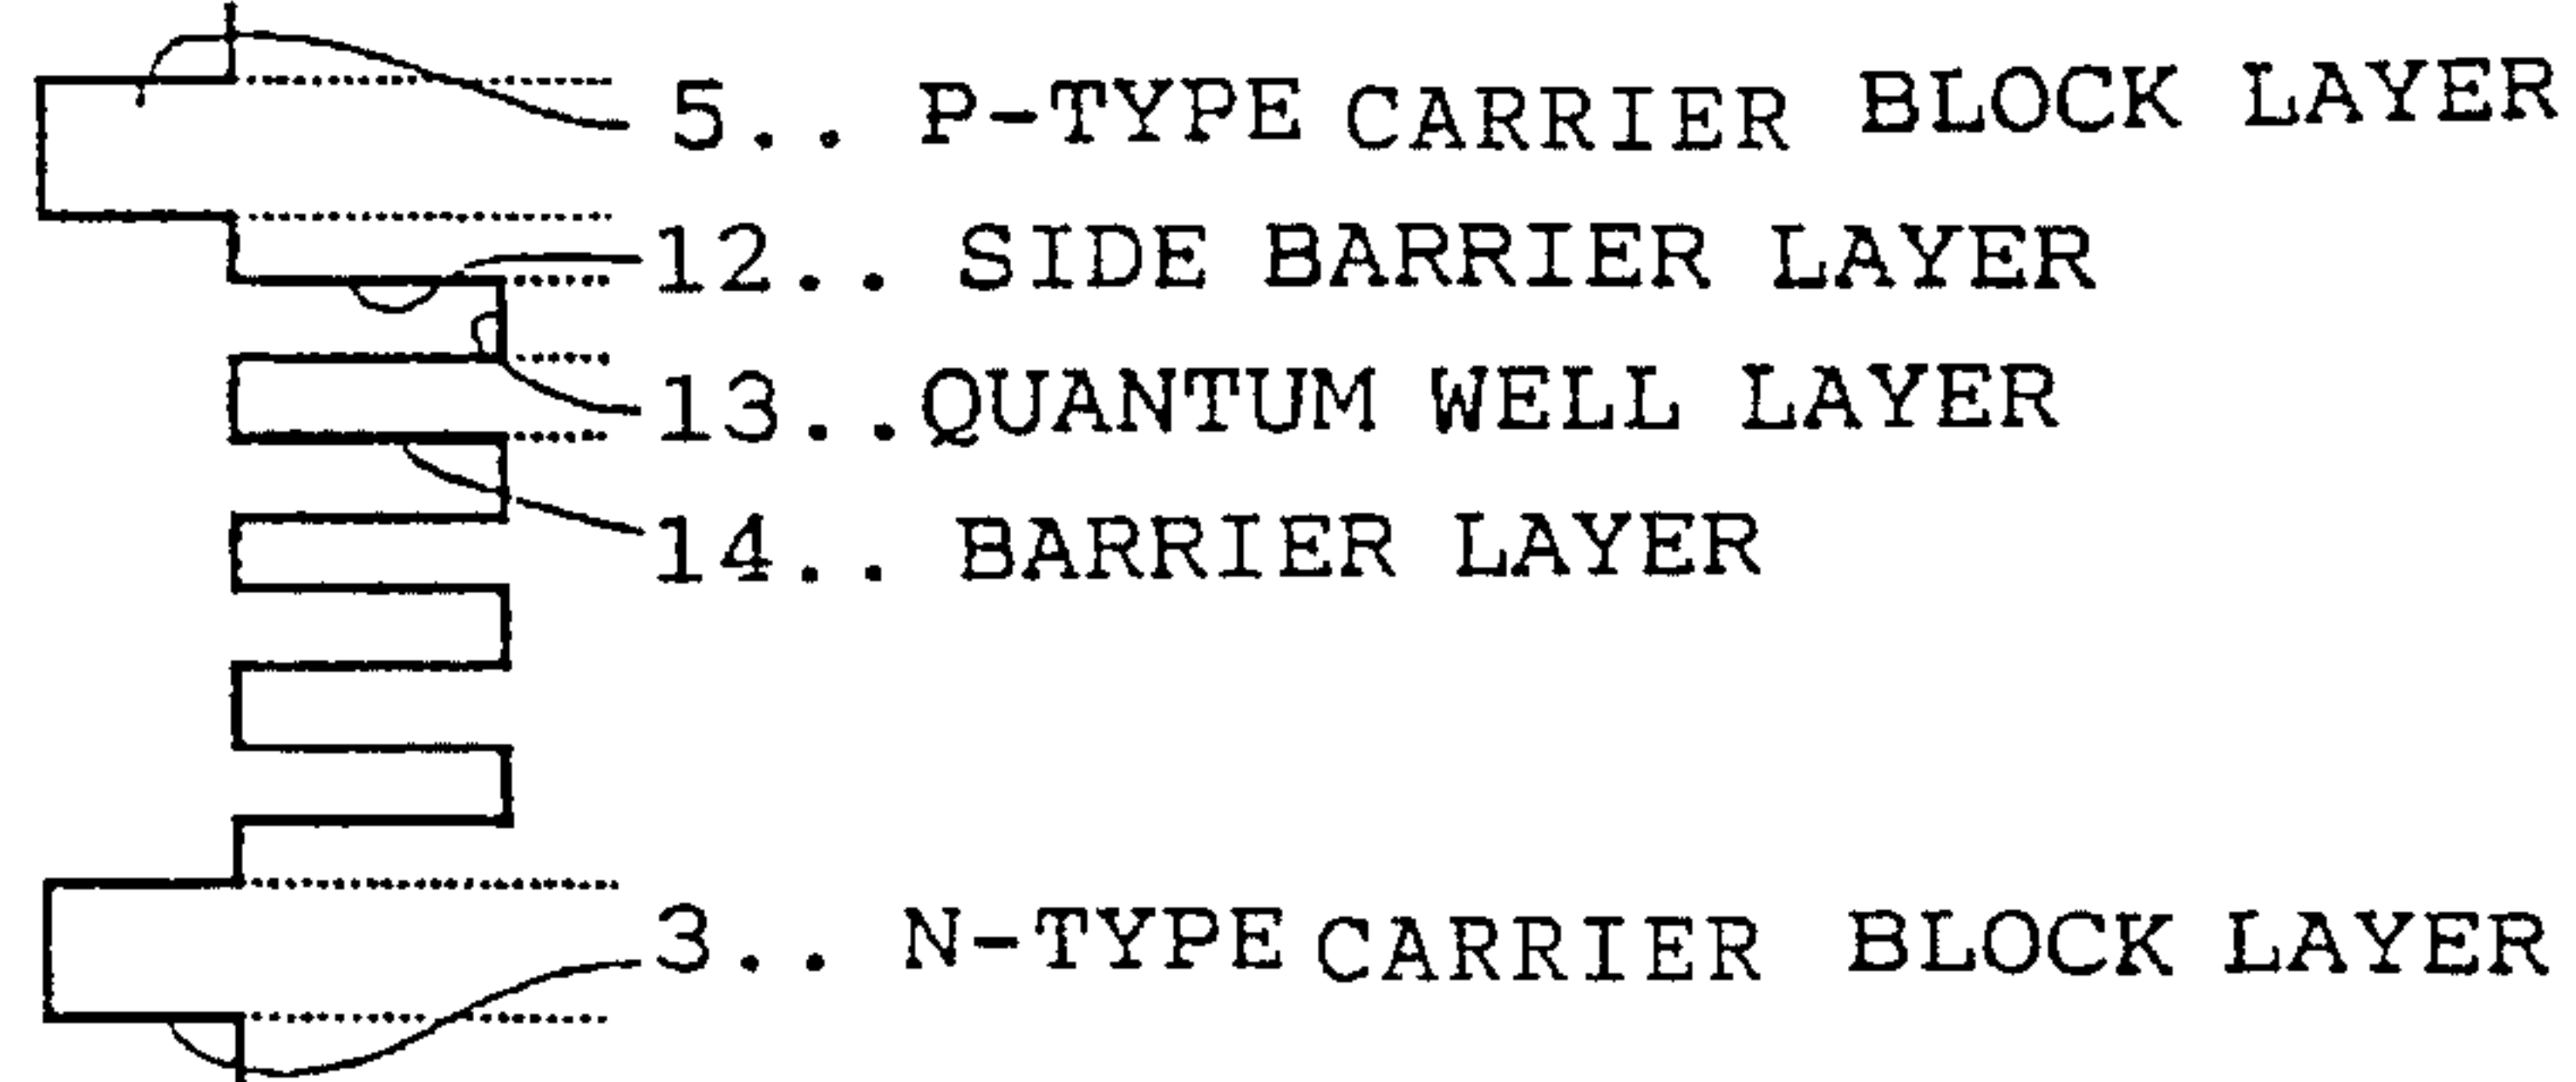 5.. P-TYPE CARRIER BLOCK LAYER
12.. SIDE BARRIER LAYER
13..QUANTUM WELL LAYER
14.. BARRIER LAYER
3.. N-TYPE CARRIER BLOCK LAYER